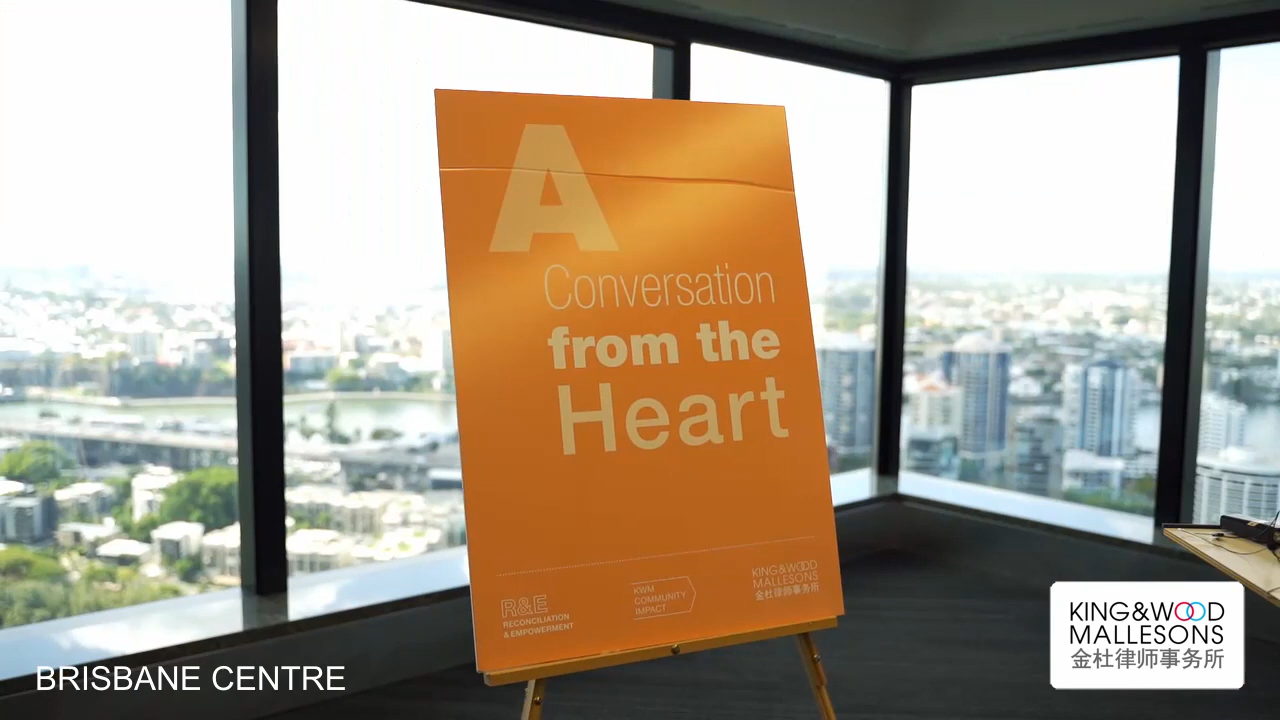 A
Conversation
from the
Heart
R&E
RECONCILIATION
& EMPOWERMENT
KWM
COMMUNITY
IMPACT
KING&WOOD
MALLESONS
金杜律师事务所
BRISBANE CENTRE
KING&WOOD
MALLESONS
金杜律师事务所